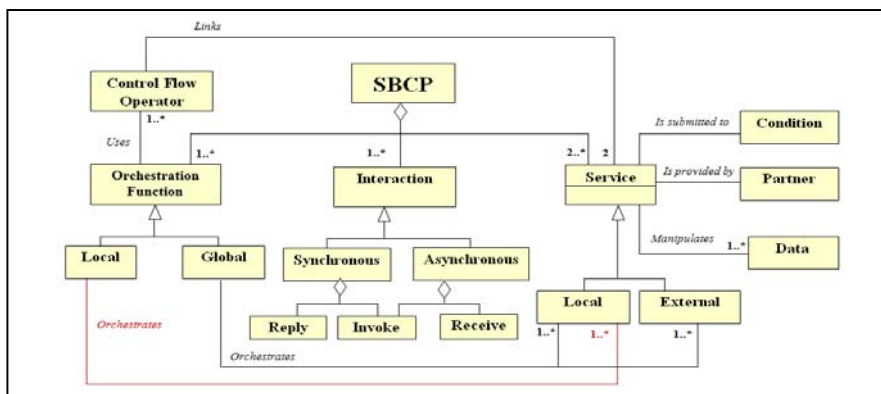 Links
Control Flow
Operator
SBCP
1..*
Is submitted to
Condition
Uses
1..*
1..*
2..*
2
Orchestration
Function
Interaction
Service
Is provided by
Partner
Manipulates
1..*
Data
Local
Global
Synchronous
Asynchronous
Local
External
Reply
Invoke
Receive
Orchestrates
1..*
1..*
1..*
Orchestrates